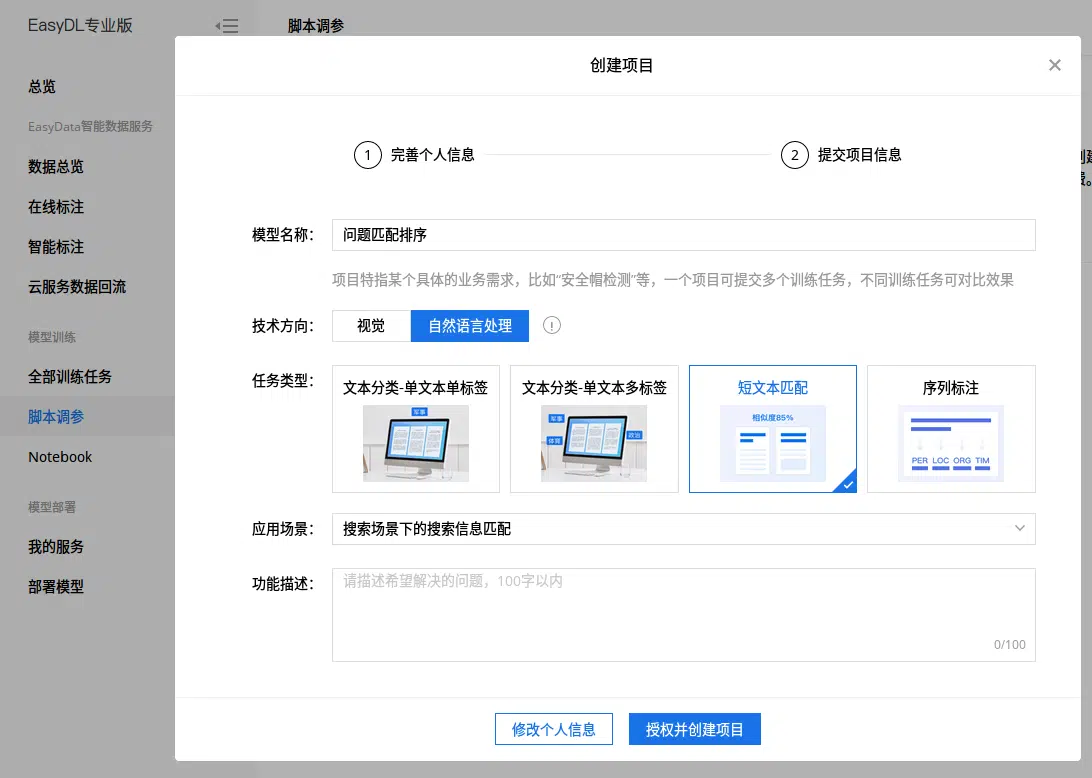 EasyDL专业版
脚本调参
总览
EasyData智能数据服务
数据总览
在线标注
智能标注
云服务数据回流
模型训练
全部训练任务
脚本调参
Notebook
模型部署
我的服务
部署模型
创建项目
1 完善个人信息
2 提交项目信息
模型名称：
问题匹配排序
项目特指某个具体的业务需求，比如“安全帽检测”等，一个项目可提交多个训练任务，不同训练任务可对比效果
技术方向：
视觉
自然语言处理
任务类型：
文本分类-单文本单标签
军事
文本分类-单文本多标签
军事
体育
政治
短文本匹配
相似度85%
序列标注
PER LOC ORG TIM
应用场景：
搜索场景下的搜索信息匹配
功能描述：
请描述希望解决的问题，100字以内
0/100
修改个人信息
授权并创建项目